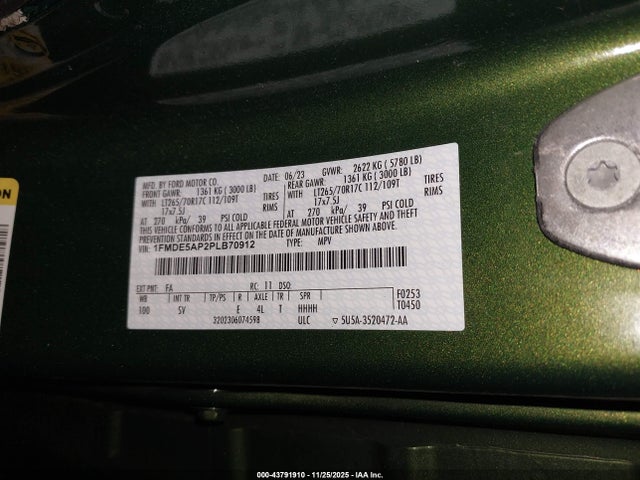 MFD. BY FORD MOTOR CO.
DATE: 06/23 GVWR: 2622 KG ( 5780 LB)
FRONT GAWR: 1361 KG ( 3000 LB) REAR GAWR: 1361 KG ( 3000 LB)
WITH LT265/70R17C 112/109T TIRES WITH LT265/70R17C 112/109T TIRES
17x7.5J 17x7.5J RIMS
AT 270 kPa/ 39 PSI COLD AT 270 kPa/ 39 PSI COLD
THIS VEHICLE CONFORMS TO ALL APPLICABLE FEDERAL MOTOR VEHICLE SAFETY AND THEFT
PREVENTION STANDARDS IN EFFECT ON THE DATE OF MANUFACTURE SHOWN ABOVE.
VIN: 1FMDE5AP2PLB70912 TYPE: MPV
EXT PNT: FA RC: 11 DSO: F0253
WB INT TR TP/PS R AXLE TR SPR T0450
100 SV E 4L T HHHH
3202306074598 ULC ▽ 5U5A-3520472-AA
ON
000-43791910 - 11/25/2025 - IAA Inc.